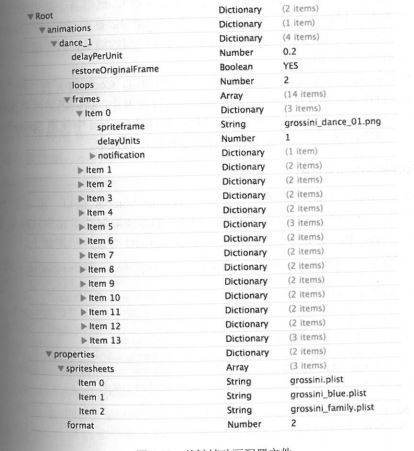 Root Dictionary (2 items)
animations Dictionary (1 item)
dance_1 Dictionary (4 items)
delayPerUnit Number 0.2
restoreOriginalFrame Boolean YES
loops Number 2
frames Array (14 items)
Item 0 Dictionary (3 items)
spriteframe String grossini_dance_01.png
delayUnits Number 1
notification Dictionary (1 item)
Item 1 Dictionary (2 items)
Item 2 Dictionary (2 items)
Item 3 Dictionary (2 items)
Item 4 Dictionary (2 items)
Item 5 Dictionary (3 items)
Item 6 Dictionary (2 items)
Item 7 Dictionary (2 items)
Item 8 Dictionary (2 items)
Item 9 Dictionary (2 items)
Item 10 Dictionary (2 items)
Item 11 Dictionary (2 items)
Item 12 Dictionary (2 items)
Item 13 Dictionary (3 items)
properties Dictionary (2 items)
spritesheets Array (3 items)
Item 0 String grossini.plist
Item 1 String grossini_blue.plist
Item 2 String grossini_family.plist
format Number 2